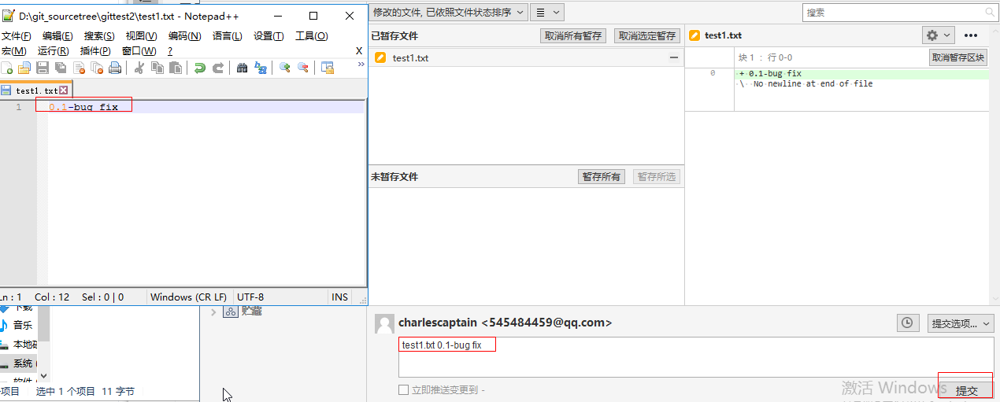 D:\git_sourcetree\gittest2\test1.txt - Notepad++
文件(F) 编辑(E) 搜索(S) 视图(V) 编码(N) 语言(L) 设置(T) 工具(O)
宏(M) 运行(R) 插件(P) 窗口(W) ? X
test1.txt
1 0.1-bug fix
Ln : 1 Col : 12 Sel : 0 | 0 Windows (CR LF) UTF-8 INS
下载
音乐
本地磁
系统 (
软件 (
项目 选中 1 个项目 11 字节
贮藏
修改的文件, 已依照文件状态排序
搜索
已暂存文件 取消所有暂存 取消选定暂存
test1.txt
未暂存文件 暂存所有 暂存所选
test1.txt
块 1 : 行 0-0 取消暂存区块
0 + 0.1-bug fix
\ No newline at end of file
charlescaptain <545484459@qq.com>
提交选项...
test1.txt 0.1-bug fix
立即推送变更到 -
激活 Windows
提交